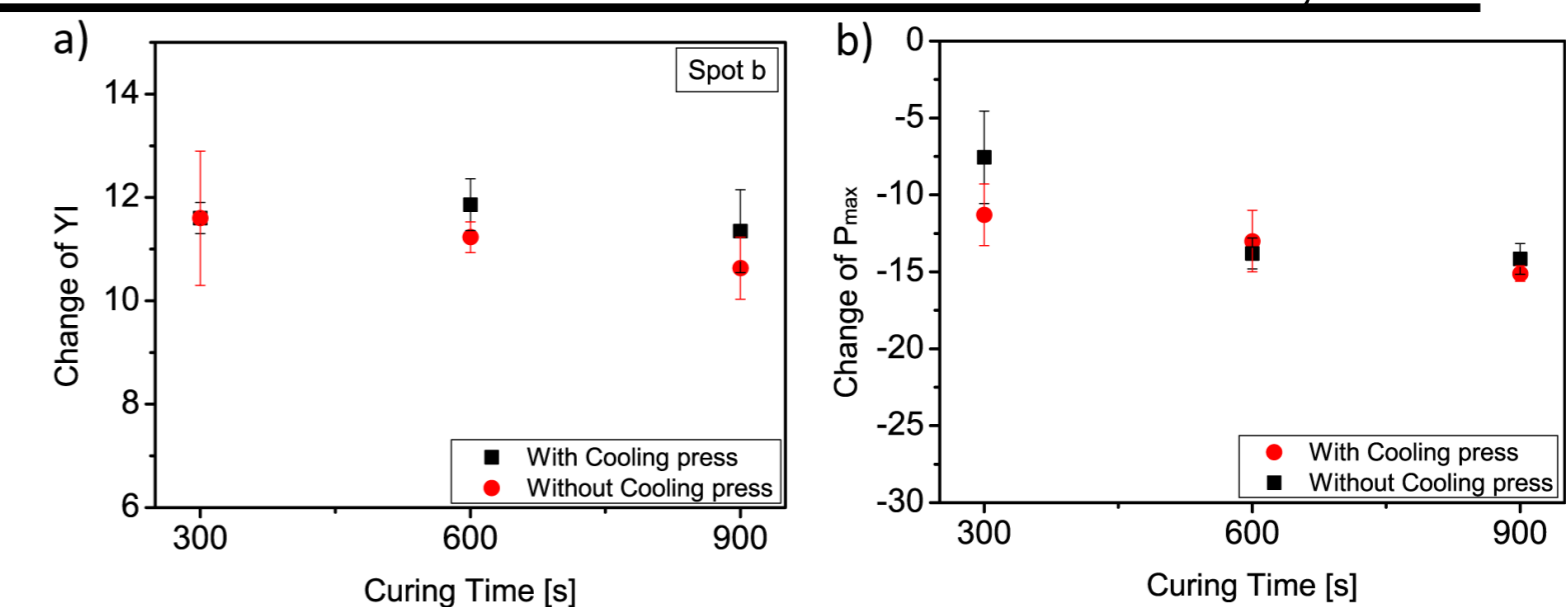 a)
Spot b
14
12
10
8
6
Change of YI
With Cooling press
Without Cooling press
300 600 900
Curing Time [s]
b)
0
-5
-10
-15
-20
-25
-30
Change of Pmax
With Cooling press
Without Cooling press
300 600 900
Curing Time [s]